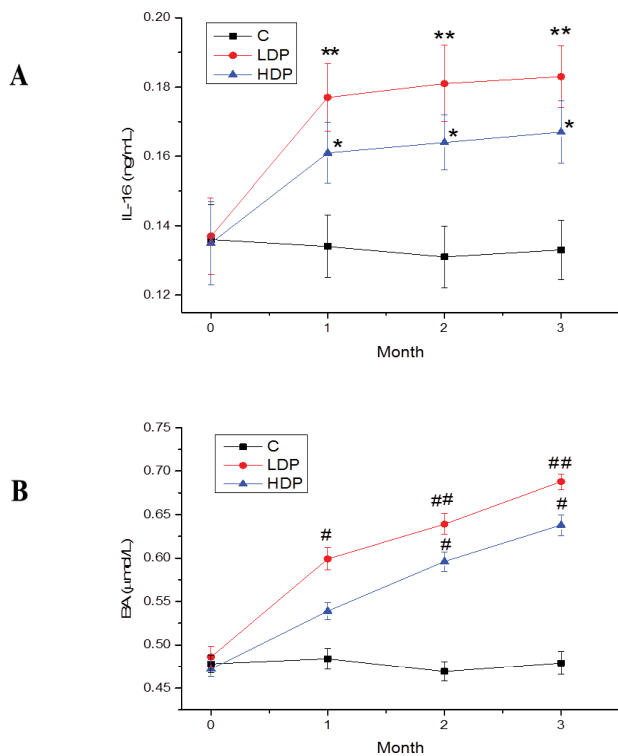 A
0.20
0.18
0.16
0.14
0.12
IL-16 (ng/mL)
C
LDP
HDP
**
**
**
*
*
*
0
1
2
3
Month
B
0.75
0.70
0.65
0.60
0.55
0.50
0.45
BA (μmd/L)
C
LDP
HDP
#
##
##
#
#
0
1
2
3
Month